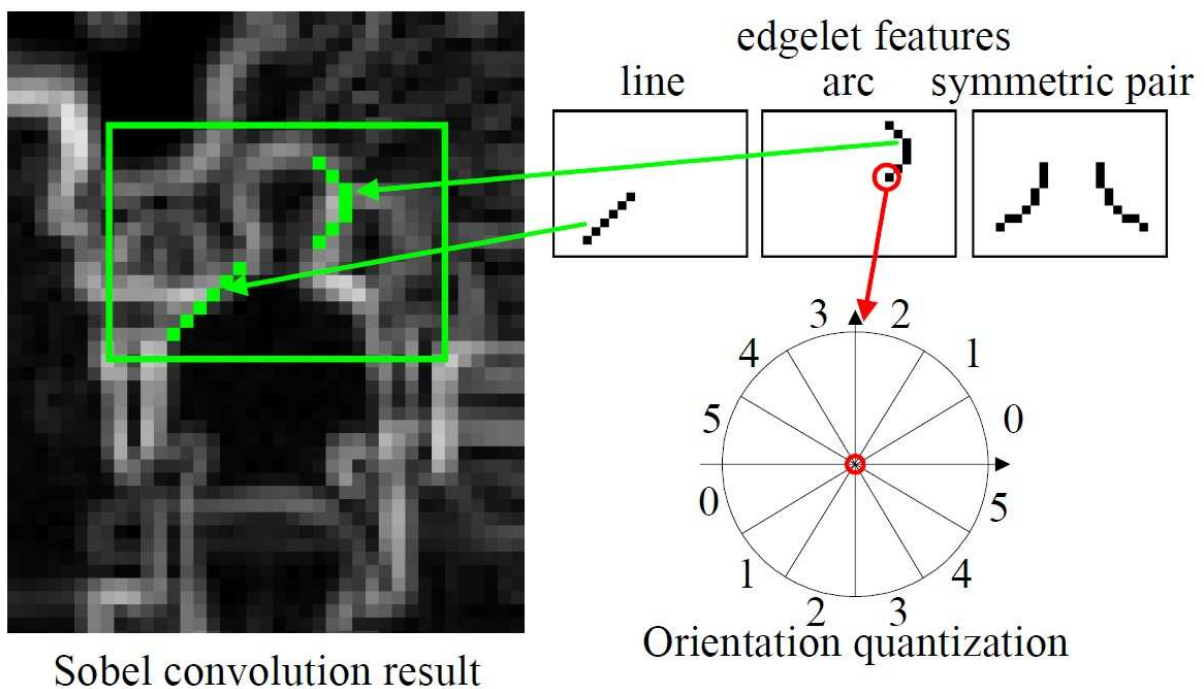 edgelet features
line arc symmetric pair
3 2
4 1
5 0
0 5
1 4
2 3
Orientation quantization
Sobel convolution result